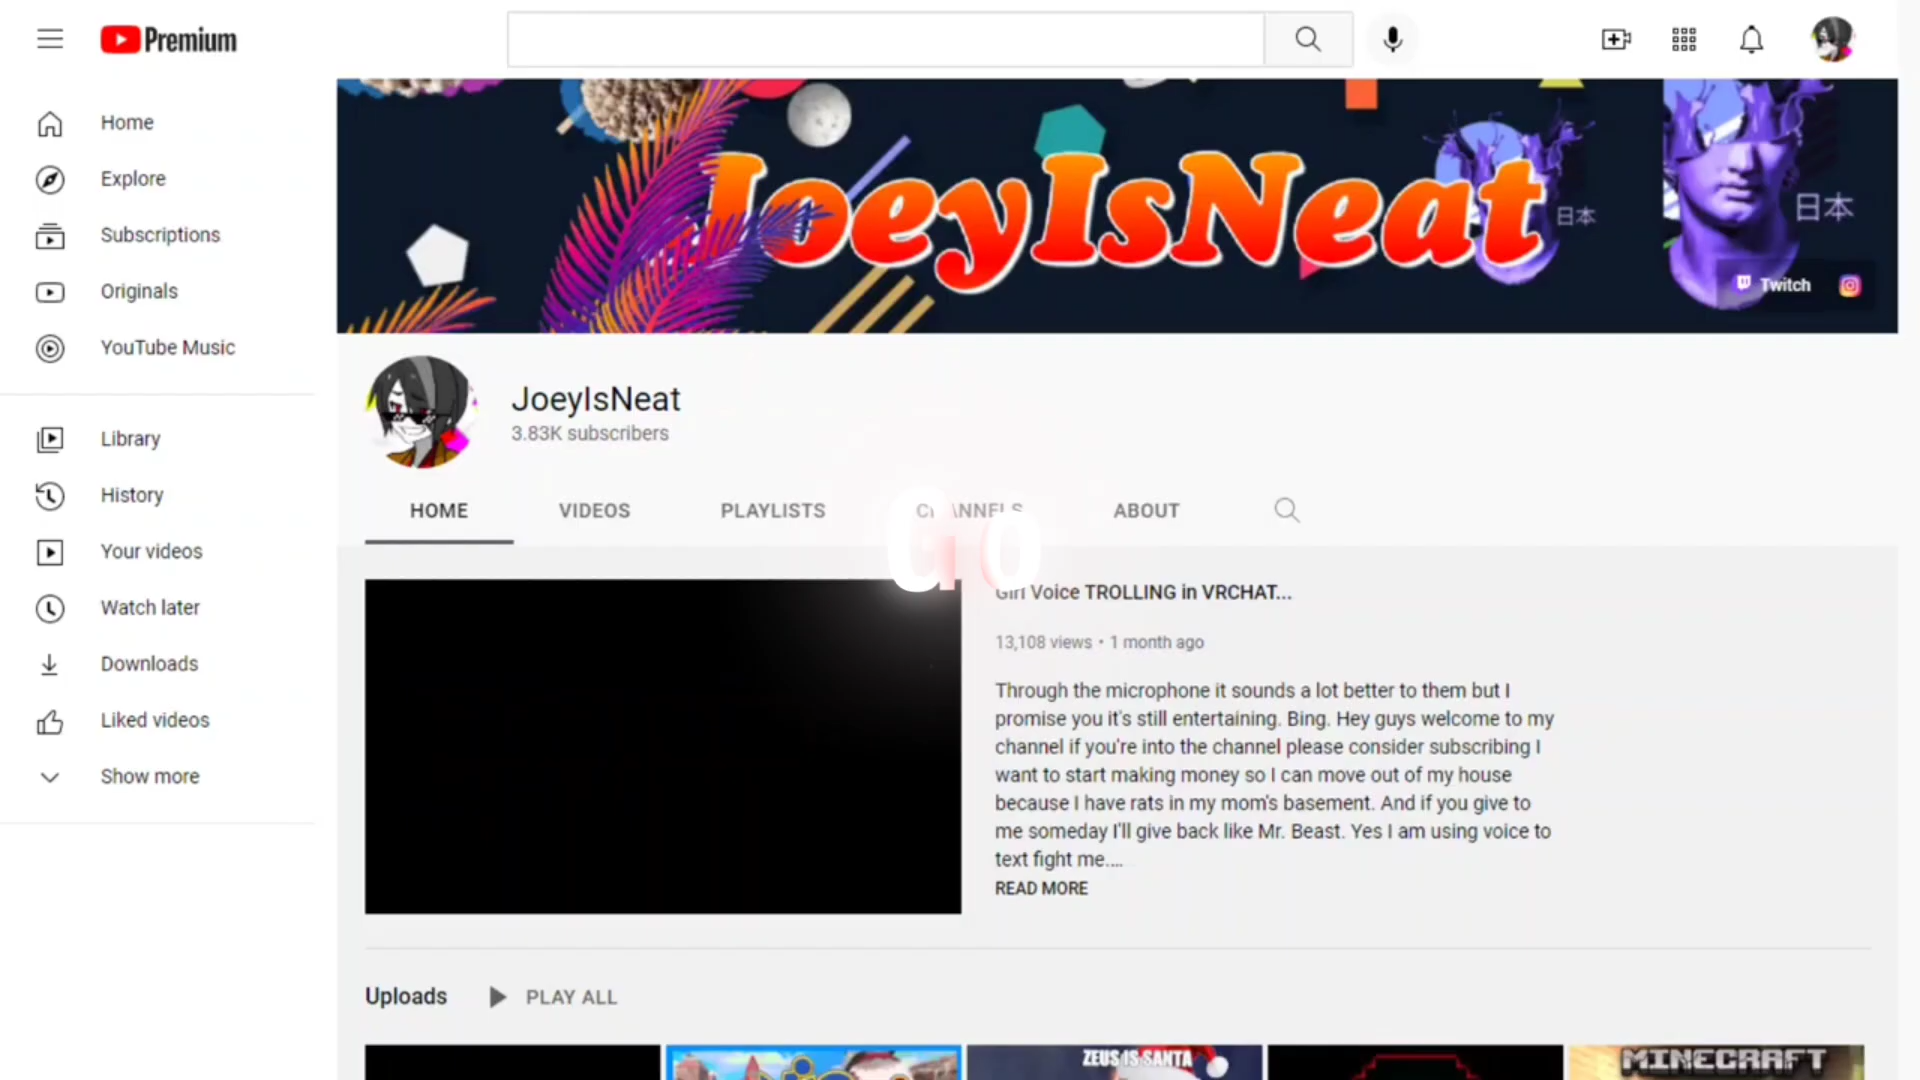 Premium
Home
Explore
Subscriptions
Originals
YouTube Music
Library
History
Your videos
Watch later
Downloads
Liked videos
Show more
JoeyIsNeat
日本
日本
Twitch
JoeyIsNeat
3.83K subscribers
HOME VIDEOS PLAYLISTS CHANNELS ABOUT
Go
Girl Voice TROLLING in VRCHAT...
13,108 views • 1 month ago
Through the microphone it sounds a lot better to them but I
promise you it's still entertaining. Bing. Hey guys welcome to my
channel if you're into the channel please consider subscribing I
want to start making money so I can move out of my house
because I have rats in my mom's basement. And if you give to
me someday I'll give back like Mr. Beast. Yes I am using voice to
text fight me....
READ MORE
Uploads PLAY ALL
ZEUS IS SANTA
MINECRAFT